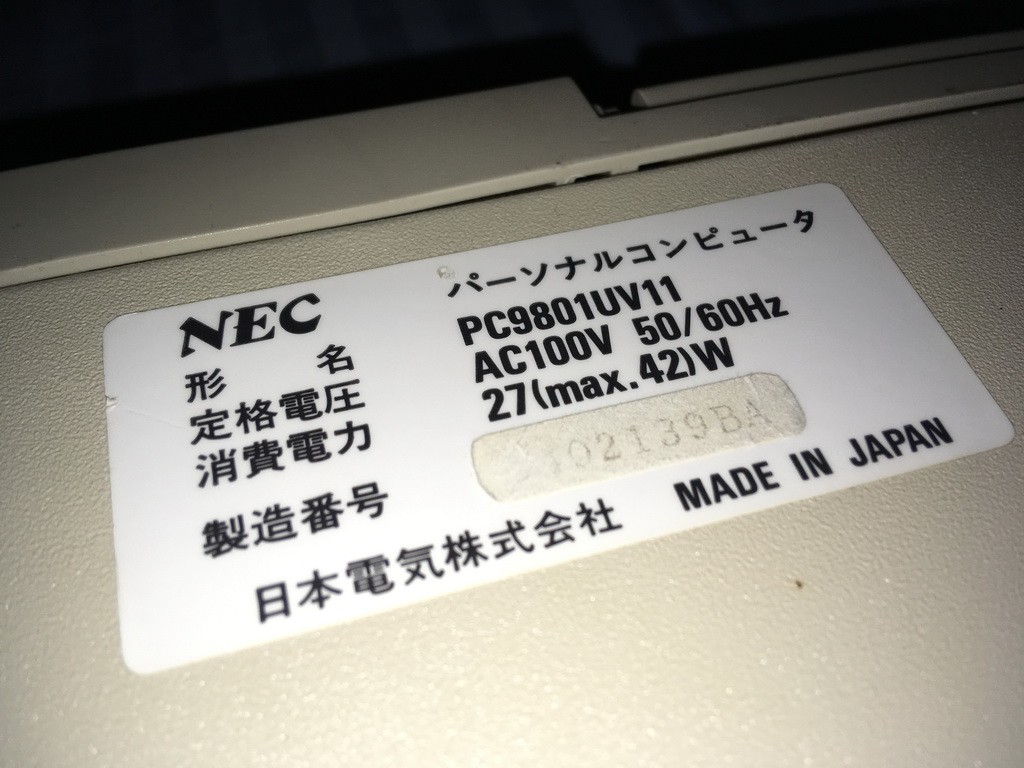 NEC パーソナルコンピュータ
形名 PC9801UV11
定格電圧 AC100V 50/60Hz
消費電力 27(max.42)W
製造番号 02139BA
日本電気株式会社 MADE IN JAPAN